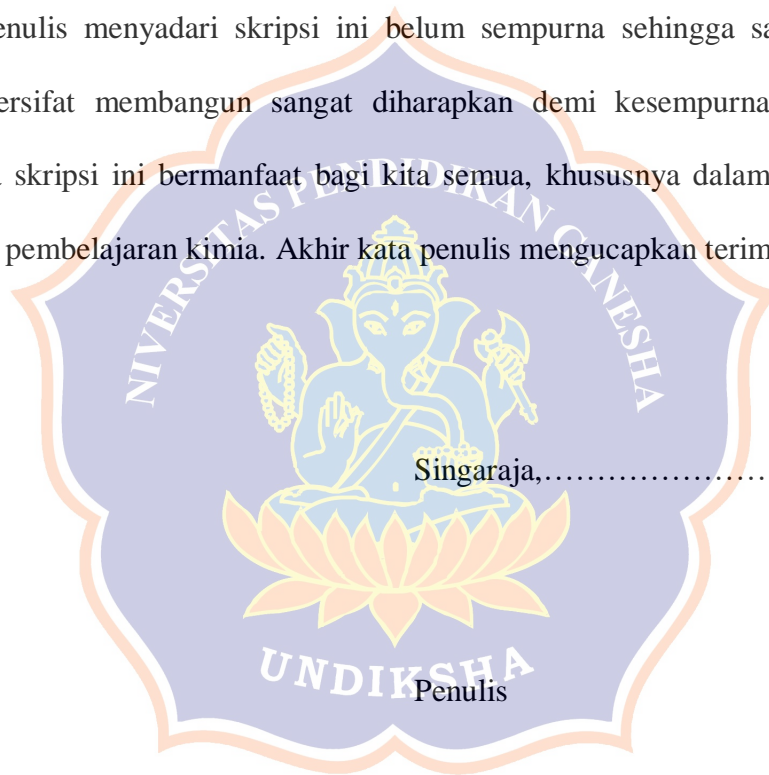 enulis menyadari skripsi ini belum sempurna sehingga sa
ersifat membangun sangat diharapkan demi kesempurna
skripsi ini bermanfaat bagi kita semua, khususnya dalam
pembelajaran kimia. Akhir kata penulis mengucapkan terim
NIVERSITAS PENDIDIKAN GANESHA
Singaraja,.....................
UNDIKSHA
Penulis